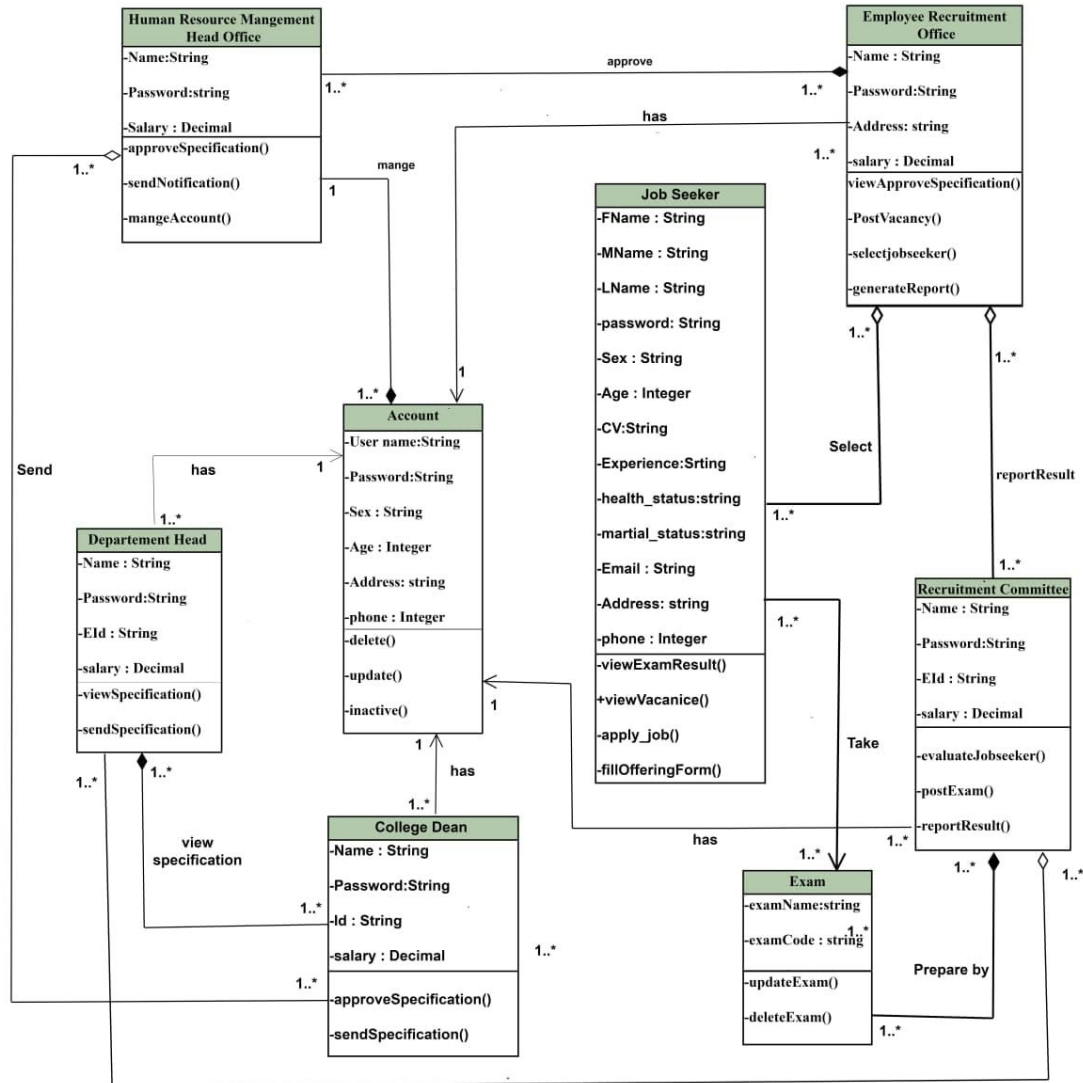 Human Resource Mangement
Head Office
-Name:String
-Password:string
-Salary : Decimal
-approveSpecification()
-sendNotification()
-mangeAccount()
1..*
approve
1..*
1..*
Employee Recruitment
Office
-Name : String
-Password:String
-Address: string
-salary : Decimal
viewApproveSpecification()
-PostVacancy()
-selectjobseeker()
-generateReport()
has
1..*
1
mange
1
1..*
Job Seeker
-FName : String
-MName : String
-LName : String
-password: String
-Sex : String
-Age : Integer
-CV:String
-Experience:Srting
-health_status:string
-martial_status:string
-Email : String
-Address: string
-phone : Integer
-viewExamResult()
+viewVacanice()
-apply_job()
-fillOfferingForm()
1..*
Select
1..*
1..*
reportResult
1..*
Account
-User name:String
-Password:String
-Sex : String
-Age : Integer
-Address: string
-phone : Integer
-delete()
-update()
-inactive()
Send
has
1
1..*
Departement Head
-Name : String
-Password:String
-EId : String
-salary : Decimal
-viewSpecification()
-sendSpecification()
1..*
1..*
Recruitment Committee
-Name : String
-Password:String
-EId : String
-salary : Decimal
-evaluateJobseeker()
-postExam()
-reportResult()
1..*
Take
1..*
1
has
1..*
1
has
1..*
view
specification
1..*
College Dean
-Name : String
-Password:String
-Id : String
-salary : Decimal
-approveSpecification()
-sendSpecification()
1..*
1..*
Exam
-examName:string
-examCode : string
1..*
-updateExam()
-deleteExam()
1..*
1..*
Prepare by
1..*